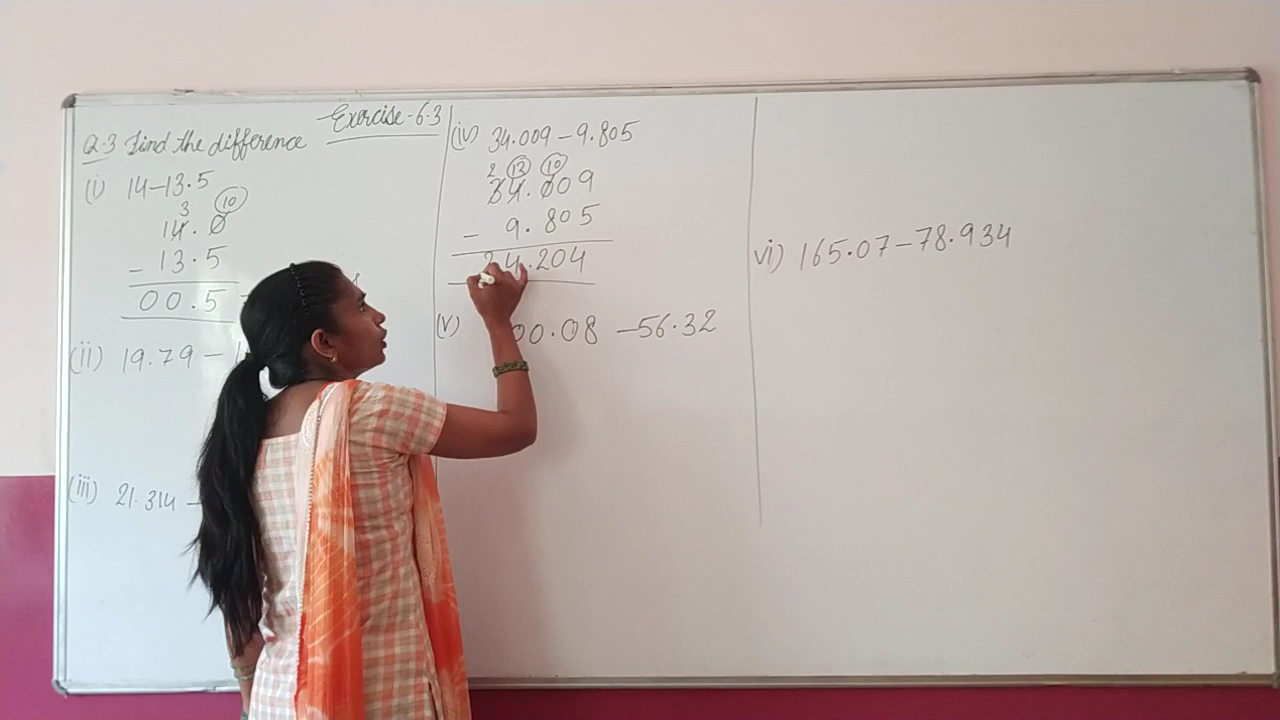 Exercise-6.3
Q.3 Find the difference
(i) 14-13.5
3 10
14.0
- 13.5
00.5
(ii) 19.79 -
(iii) 21.314 -
(iv) 34.009-9.805
2 13 10
34.009
- 9.805
24.204
(v) 00.08 -56.32
vi) 165.07-78.934